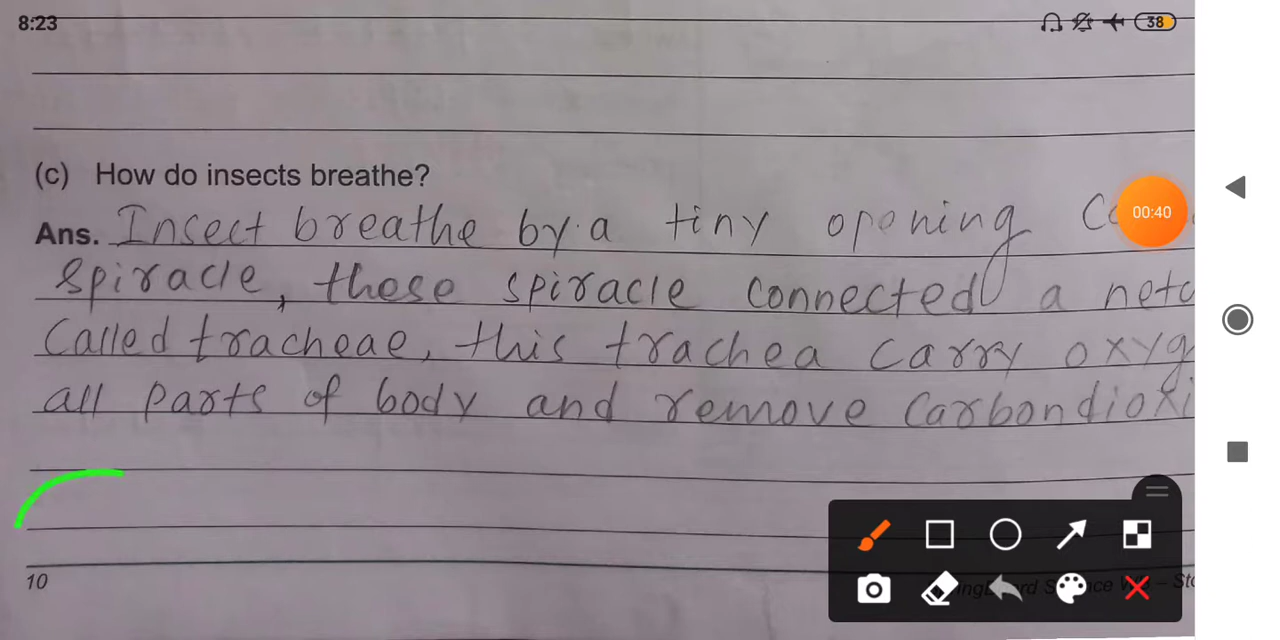 8:23
38
(c) How do insects breathe?
00:40
Ans. Insect breathe by a tiny opening
spiracle, these spiracle connected a
Called tracheae, this trachea carry
all parts of body and remove
10